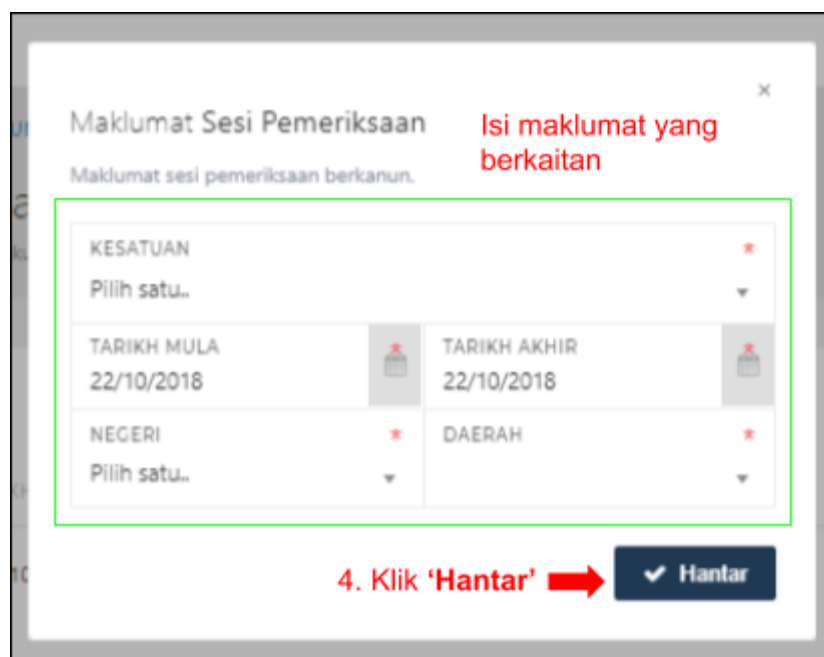 ×
Maklumat Sesi Pemeriksaan
Isi maklumat yang
berkaitan
Maklumat sesi pemeriksaan berkanun.
KESATUAN *
Pilih satu..
TARIKH MULA *
22/10/2018
TARIKH AKHIR *
22/10/2018
NEGERI *
Pilih satu..
DAERAH *
4. Klik 'Hantar'
Hantar